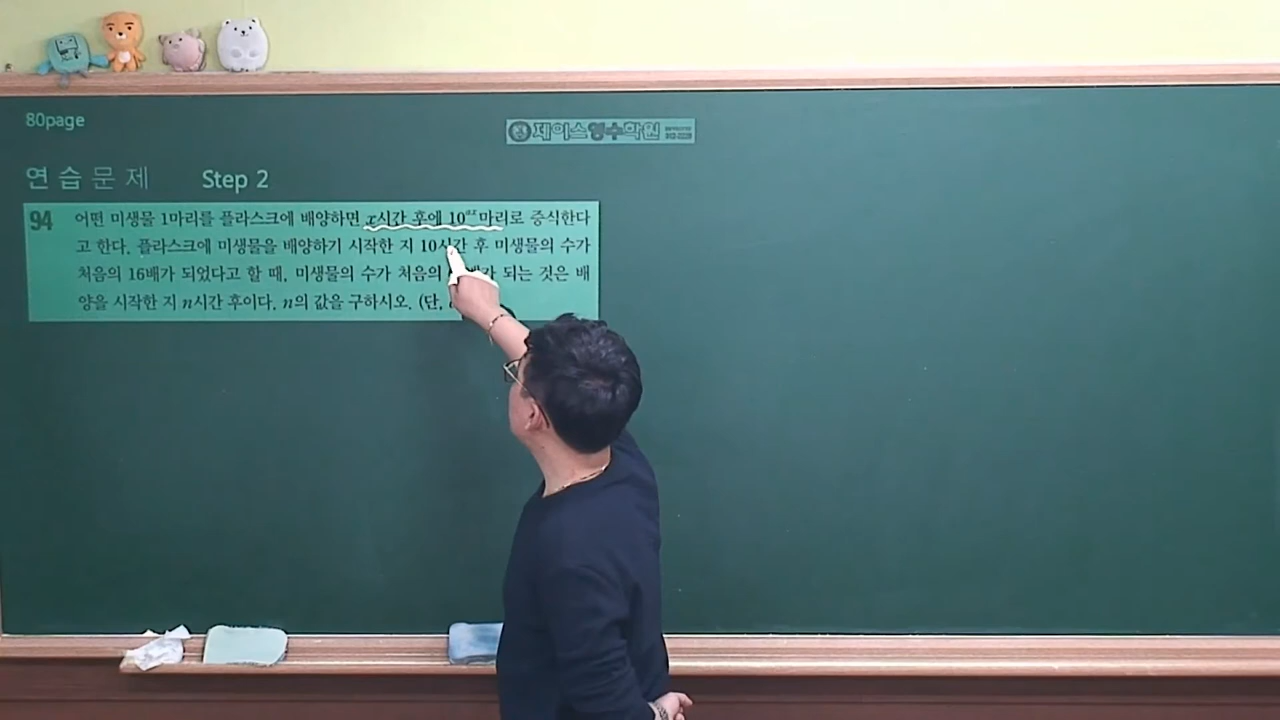 80page
제이스영수학원
연습문제 Step 2
94 어떤 미생물 1마리를 플라스크에 배양하면 x시간 후에 10^{ax}마리로 증식한다
고 한다. 플라스크에 미생물을 배양하기 시작한 지 10시간 후 미생물의 수가
처음의 16배가 되었다고 할 때, 미생물의 수가 처음의 되는 것은 배
양을 시작한 지 n시간 후이다. n의 값을 구하시오. (단,